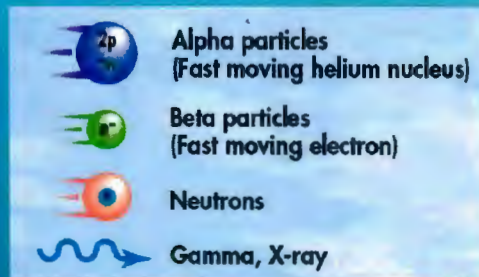 2p
Alpha particles
(Fast moving helium nucleus)
Beta particles
(Fast moving electron)
Neutrons
Gamma, X-ray